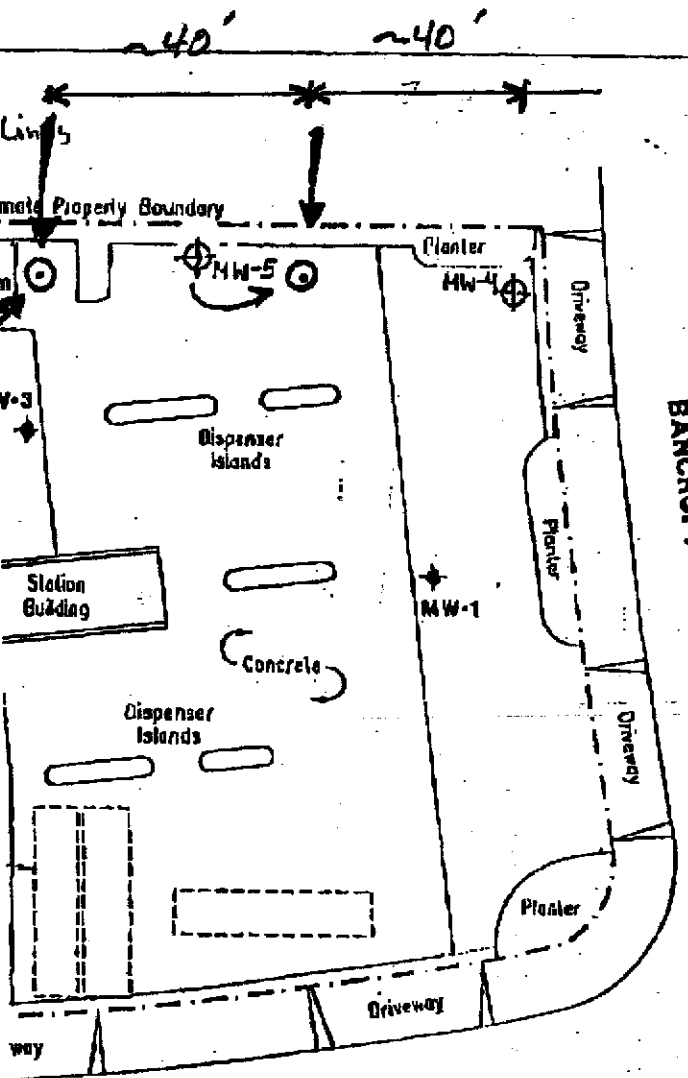 ~40' ~40'
Lines
Property Boundary
Planter
MW-5
MW-4
Driveway
Dispenser
Islands
Planter
Station
Building
MW-1
Concrete
Dispenser
Islands
Driveway
Planter
Driveway
way